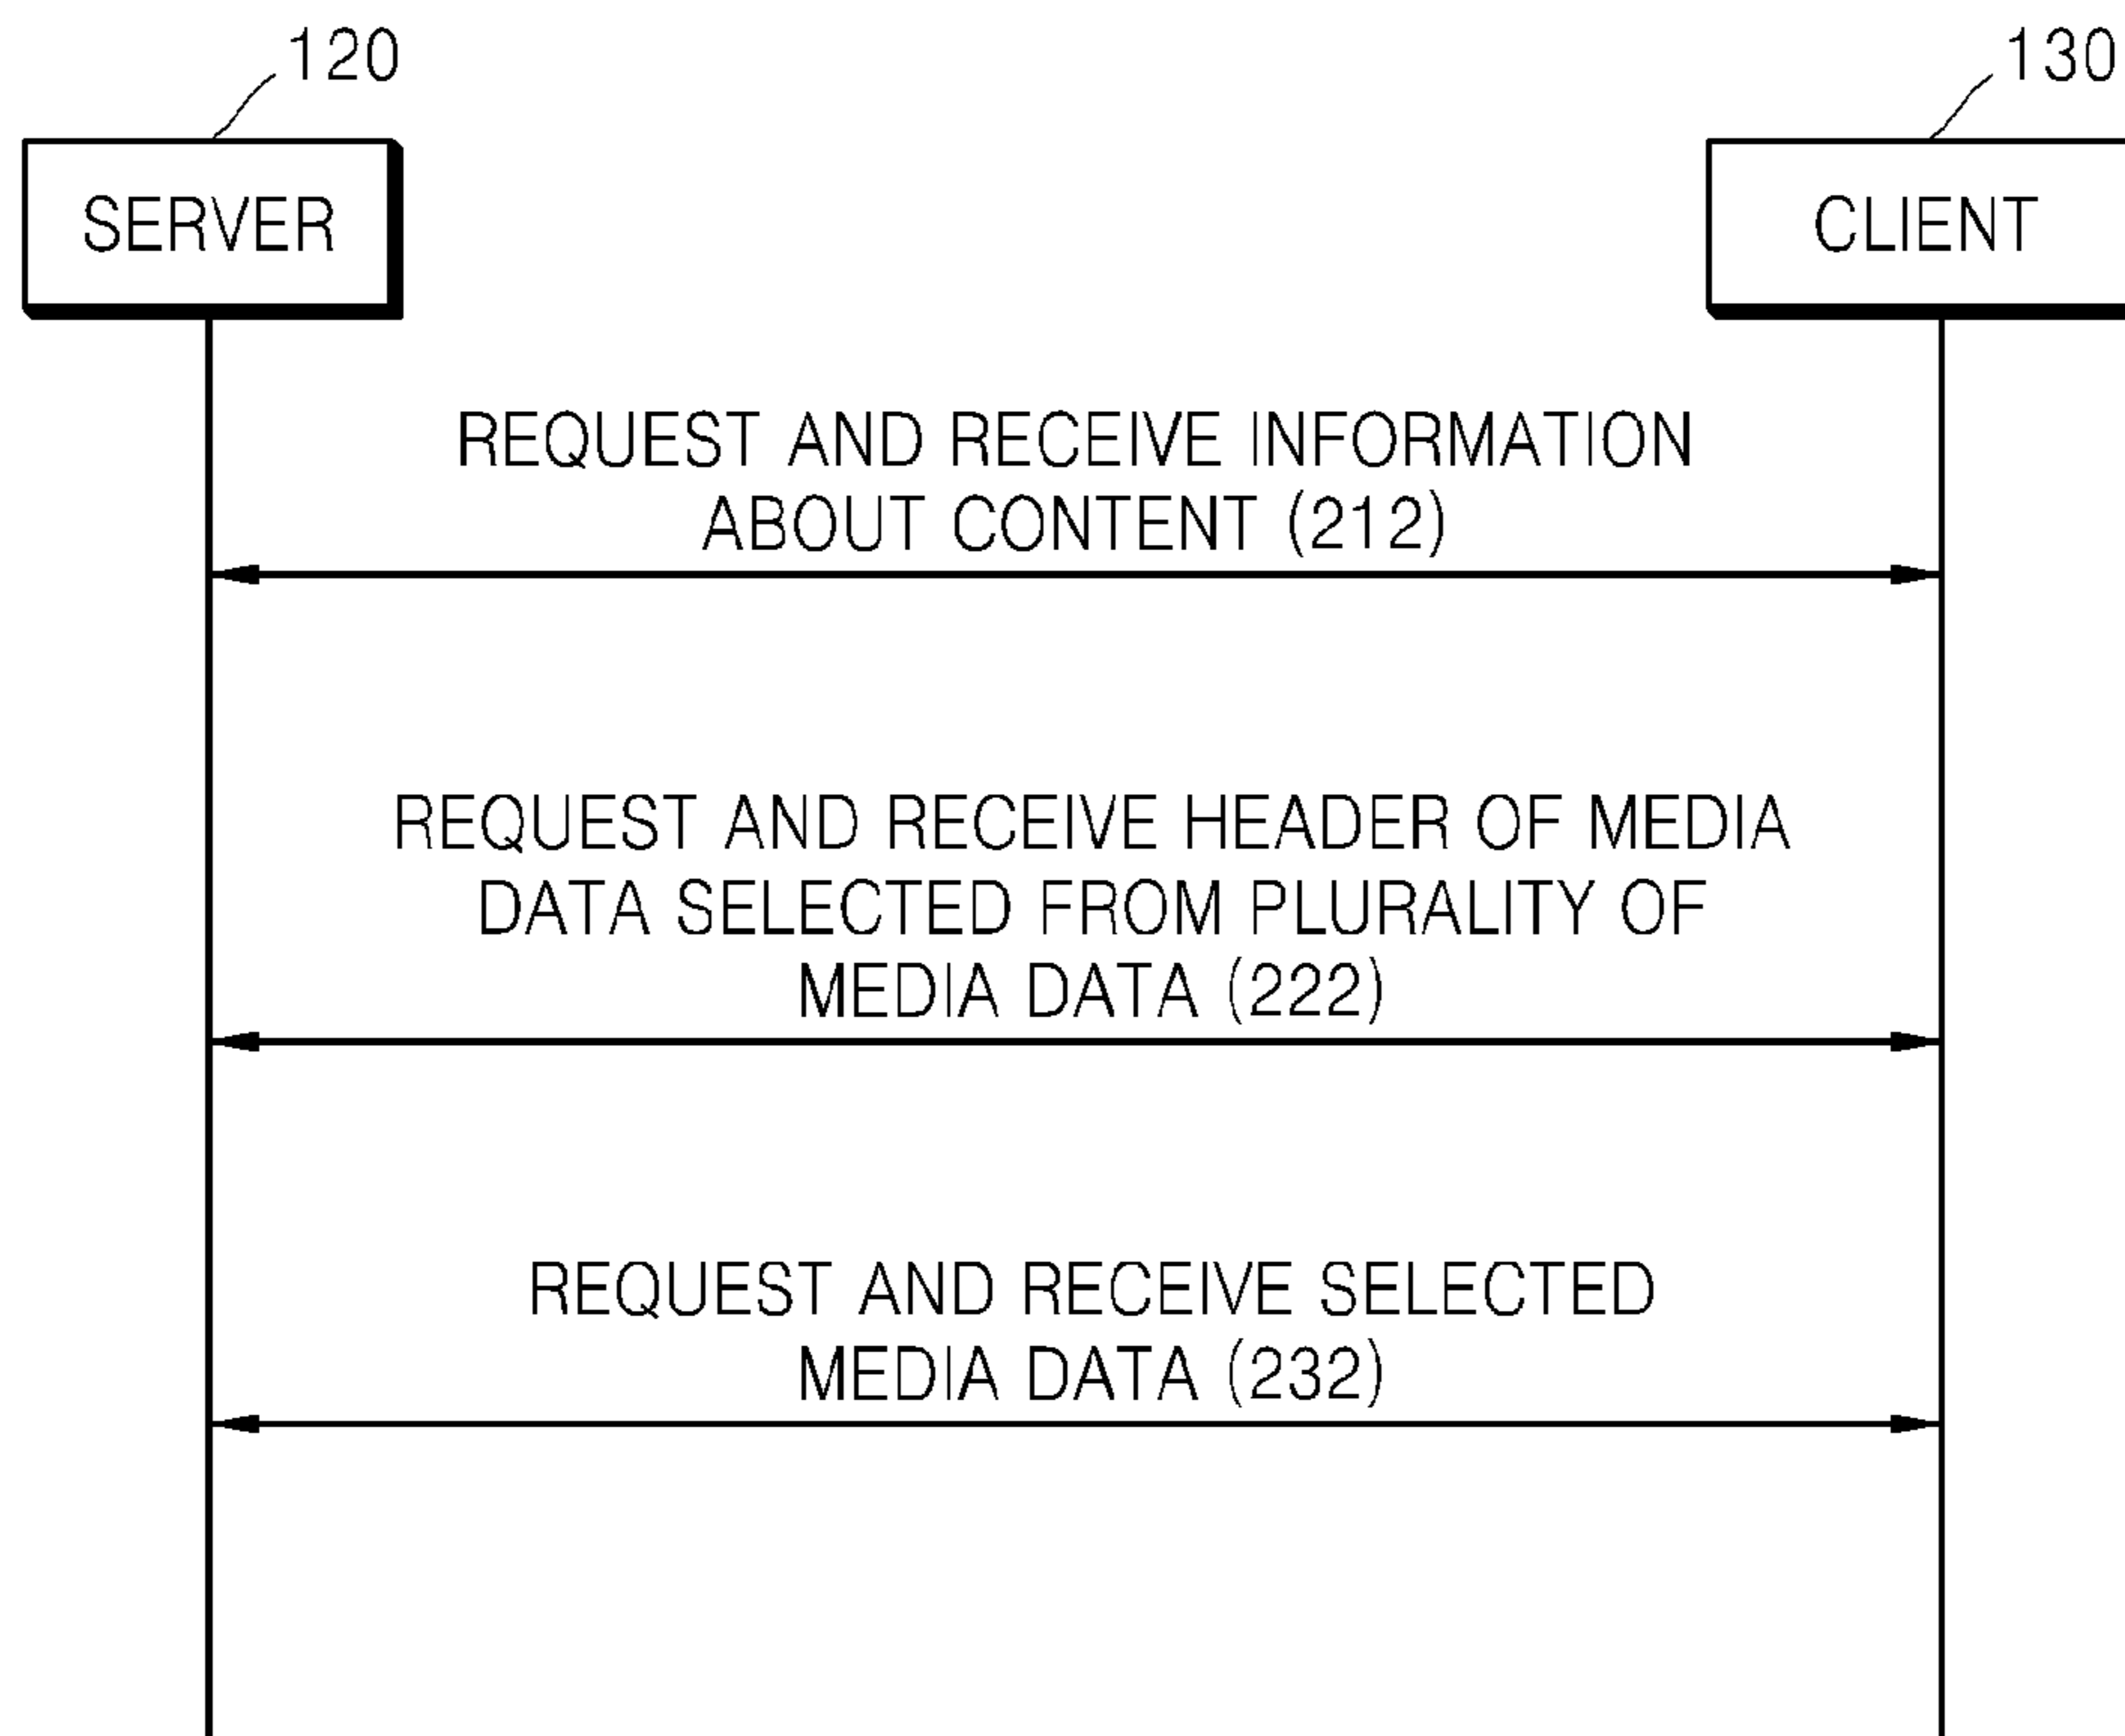 120
130
SERVER
CLIENT
REQUEST AND RECEIVE INFORMATION
ABOUT CONTENT (212)
REQUEST AND RECEIVE HEADER OF MEDIA
DATA SELECTED FROM PLURALITY OF
MEDIA DATA (222)
REQUEST AND RECEIVE SELECTED
MEDIA DATA (232)